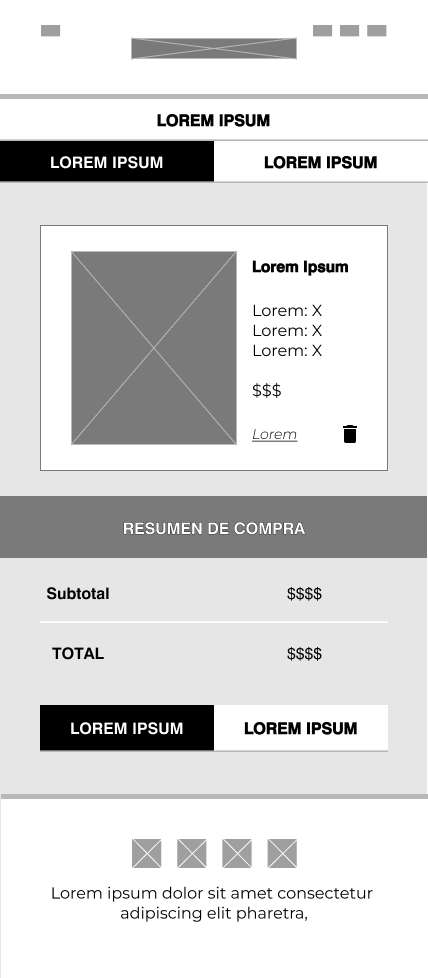 LOREM IPSUM
LOREM IPSUM LOREM IPSUM
Lorem Ipsum
Lorem: X
Lorem: X
Lorem: X
$$$
Lorem
RESUMEN DE COMPRA
Subtotal $$$$
TOTAL $$$$
LOREM IPSUM LOREM IPSUM
Lorem ipsum dolor sit amet consectetur
adipiscing elit pharetra,